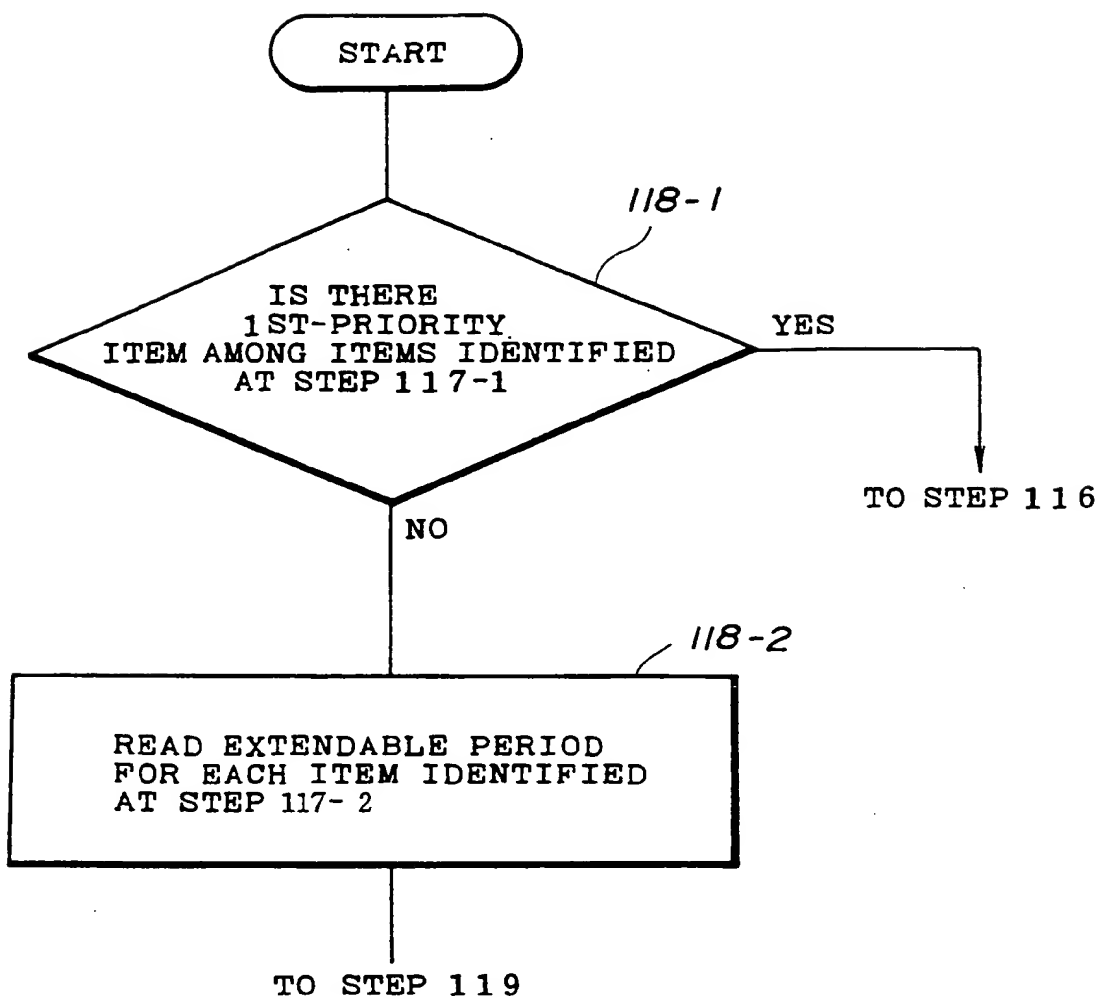 START
118-1
IS THERE
1ST-PRIORITY
ITEM AMONG ITEMS IDENTIFIED
AT STEP 117-1
YES
TO STEP 116
NO
118-2
READ EXTENDABLE PERIOD
FOR EACH ITEM IDENTIFIED
AT STEP 117-2
TO STEP 119